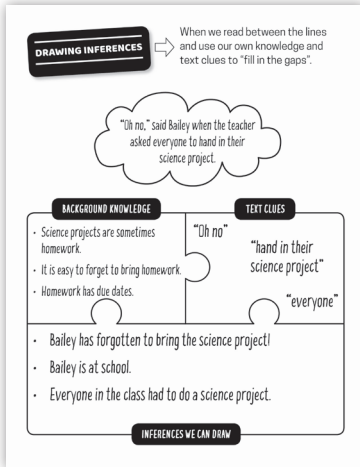 DRAWING INFERENCES
When we read between the lines
and use our own knowledge and
text clues to “fill in the gaps”.
“Oh no,” said Bailey when the teacher
asked everyone to hand in their
science project.
BACKGROUND KNOWLEDGE
• Science projects are sometimes
homework.
• It is easy to forget to bring homework.
• Homework has due dates.
TEXT CLUES
“Oh no”
“hand in their
science project”
“everyone”
• Bailey has forgotten to bring the science project!
• Bailey is at school.
• Everyone in the class had to do a science project.
INFERENCES WE CAN DRAW